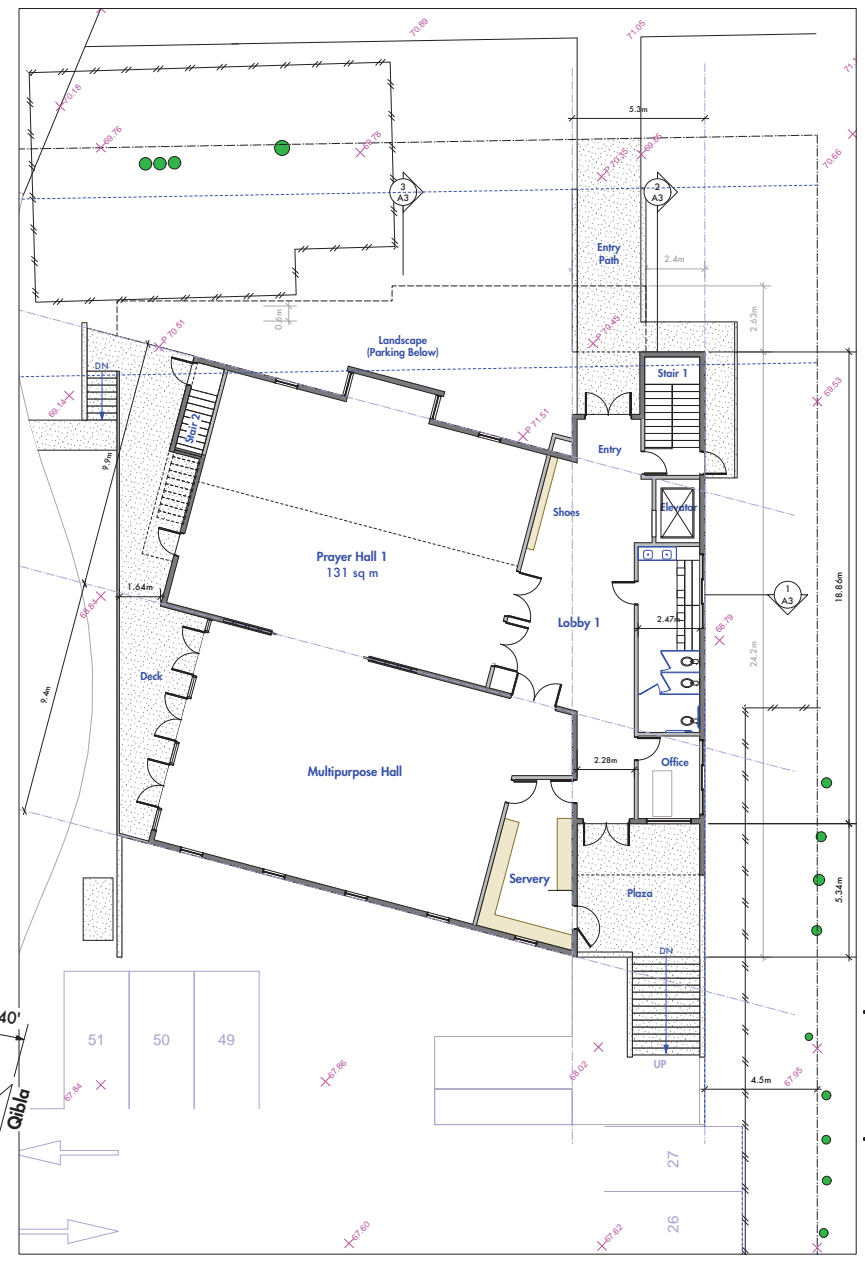 70.89
71.05
70.18
69.76
69.78
5.3m
P 70.35
69.85
70.66
3
A3
2
A3
Entry
Path
2.4m
0.6m
2.63m
P 70.51
Landscape
(Parking Below)
P 70.45
DN
Stair 1
69.14
69.53
Stair 2
P 71.51
Entry
9.9m
Shoes
Elevator
Prayer Hall 1
131 sq m
1.64m
68.84
Lobby 1
2.47m
1
A3
18.86m
68.79
24.2m
Deck
9.4m
Multipurpose Hall
2.28m
Office
Servery
Plaza
5.34m
DN
40'
51
50
49
UP
67.86
68.02
67.84
4.5m
67.95
Qibla
27
26
67.60
67.62